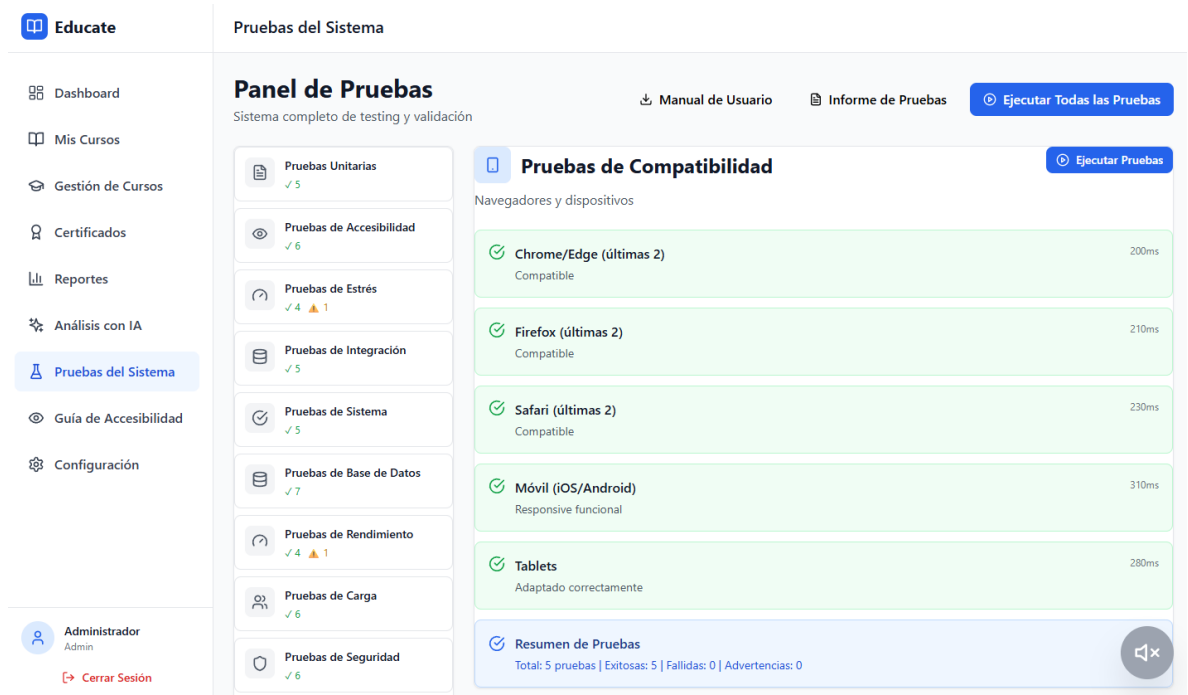 Educate
Dashboard
Mis Cursos
Gestión de Cursos
Certificados
Reportes
Análisis con IA
Pruebas del Sistema
Guía de Accesibilidad
Configuración
Administrador
Admin
Cerrar Sesión
Pruebas del Sistema
Panel de Pruebas
Sistema completo de testing y validación
Manual de Usuario
Informe de Pruebas
Ejecutar Todas las Pruebas
Pruebas Unitarias
✓ 5
Pruebas de Accesibilidad
✓ 6
Pruebas de Estrés
✓ 4 ⚠ 1
Pruebas de Integración
✓ 5
Pruebas de Sistema
✓ 5
Pruebas de Base de Datos
✓ 7
Pruebas de Rendimiento
✓ 4 ⚠ 1
Pruebas de Carga
✓ 6
Pruebas de Seguridad
✓ 6
Pruebas de Compatibilidad
Ejecutar Pruebas
Navegadores y dispositivos
Chrome/Edge (últimas 2) 200ms
Compatible
Firefox (últimas 2) 210ms
Compatible
Safari (últimas 2) 230ms
Compatible
Móvil (iOS/Android) 310ms
Responsive funcional
Tablets 280ms
Adaptado correctamente
Resumen de Pruebas
Total: 5 pruebas | Exitosas: 5 | Fallidas: 0 | Advertencias: 0